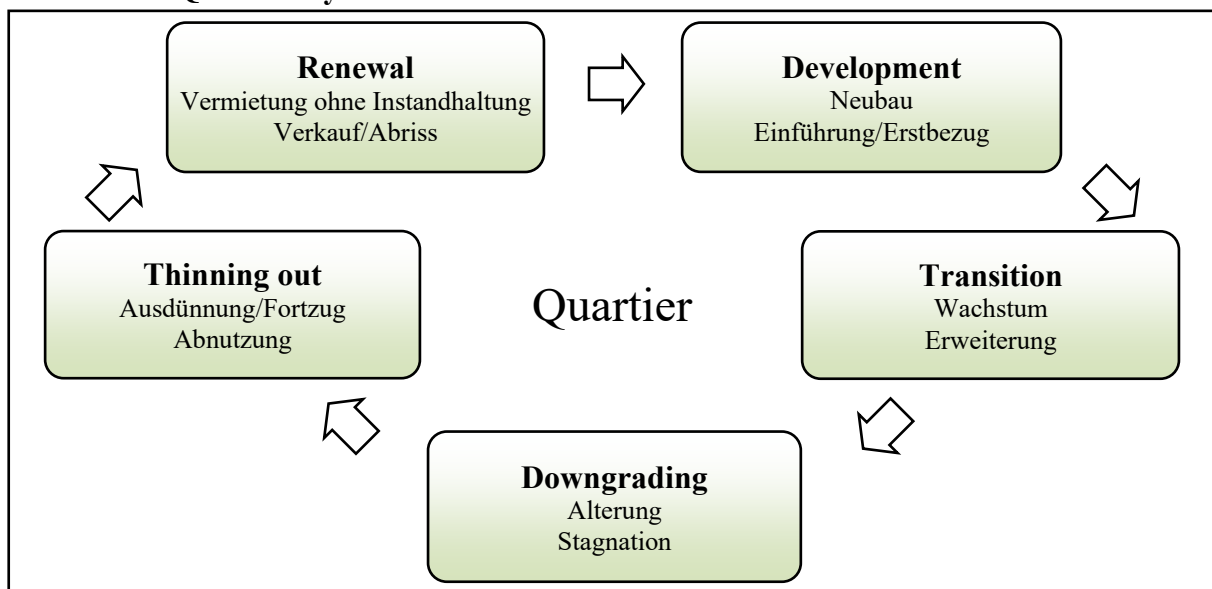 Renewal
Vermietung ohne Instandhaltung
Verkauf/Abriss
Development
Neubau
Einführung/Erstbezug
Transition
Wachstum
Erweiterung
Downgrading
Alterung
Stagnation
Thinning out
Ausdünnung/Fortzug
Abnutzung
Quartier